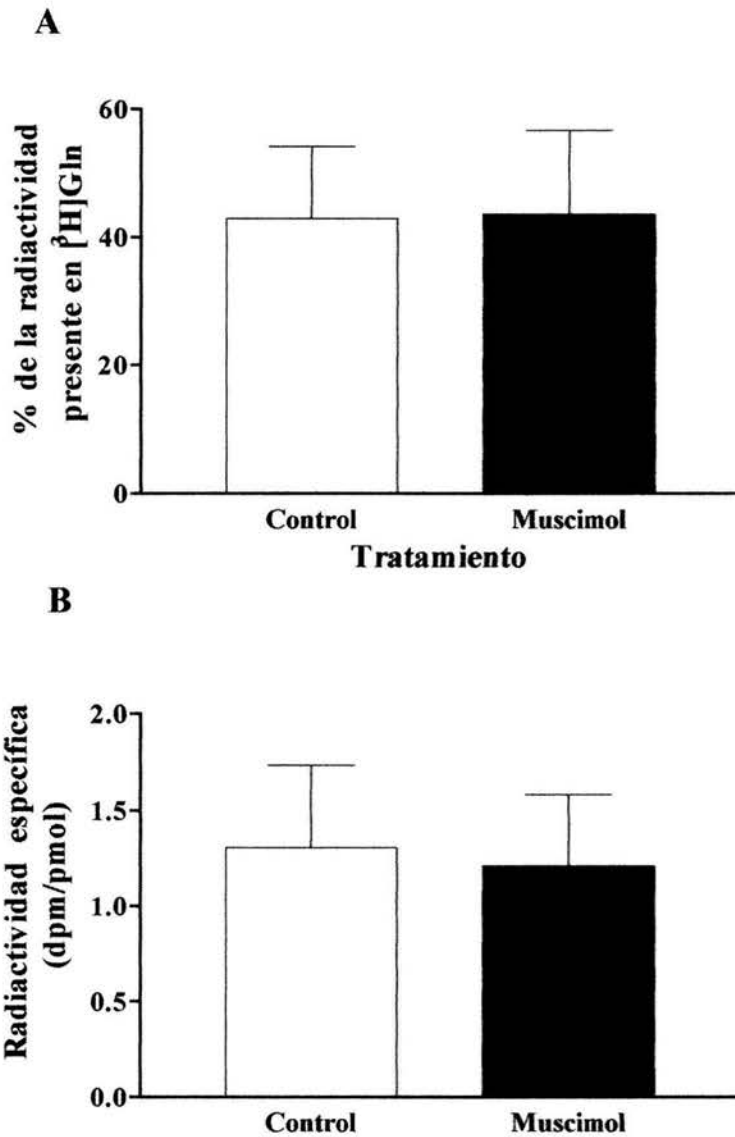 A
% de la radiactividad
presente en [³H]Gln
60
40
20
0
Control Muscimol
Tratamiento
B
Radiactividad específica
(dpm/pmol)
2.0
1.5
1.0
0.5
0.0
Control Muscimol